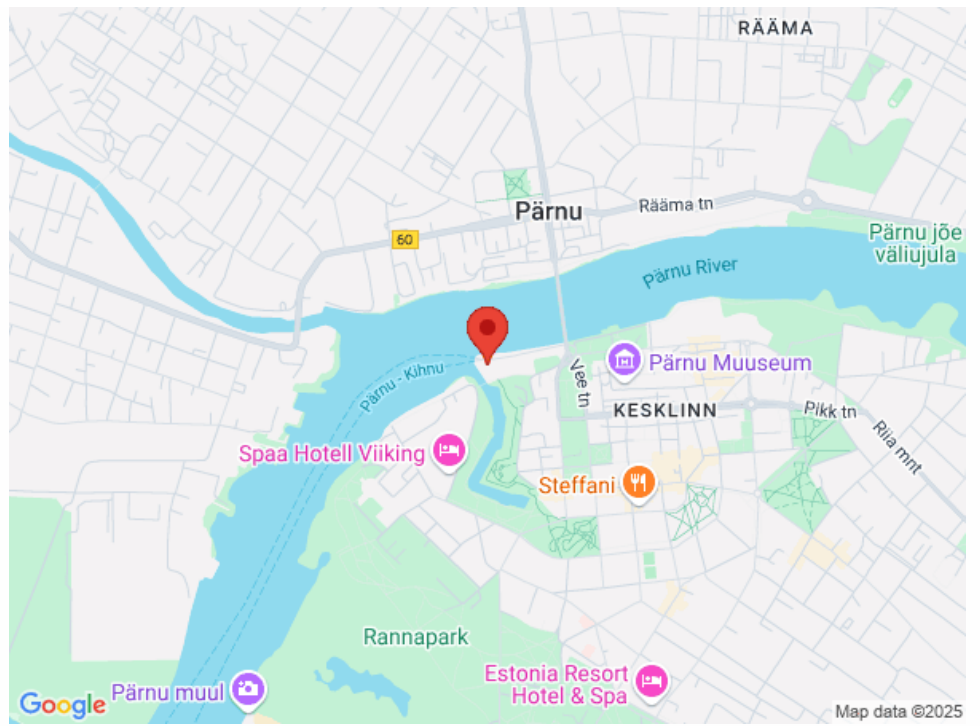 RÄÄMA
Rääma tn
Pärnu
60
Pärnu jõe
väliujula
Pärnu River
Pärnu - Kihnu
Vee tn
Pärnu Muuseum
KESKLINN
Pikk tn
Riia mnt
Spaa Hotell Viiking
Steffani
Rannapark
Estonia Resort
Hotel & Spa
Pärnu muul
Google
Map data ©2025